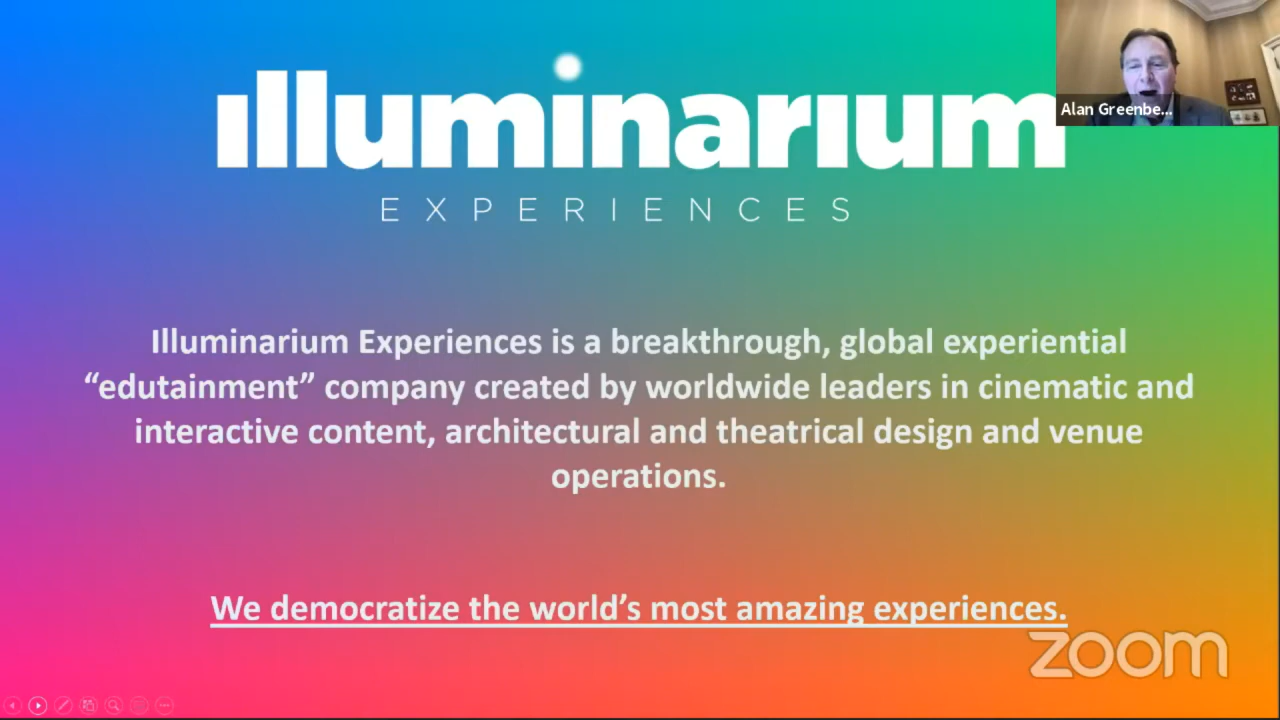 illuminarium
EXPERIENCES
Alan Greenbe...
Illuminarium Experiences is a breakthrough, global experiential
“edutainment” company created by worldwide leaders in cinematic and
interactive content, architectural and theatrical design and venue
operations.
We democratize the world’s most amazing experiences.
zoom